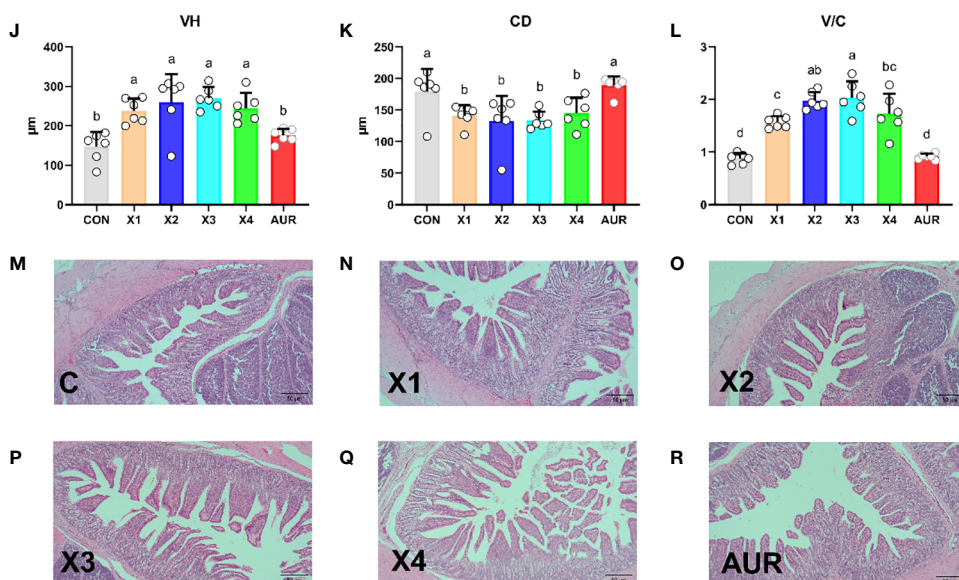 J
VH
400
300
200
100
0
µm
b
a
a
a
a
b
CON X1 X2 X3 X4 AUR
K
CD
250
200
150
100
50
0
µm
a
b
b
b
b
a
CON X1 X2 X3 X4 AUR
L
V/C
3
2
1
0
d
c
ab
a
bc
d
CON X1 X2 X3 X4 AUR
M
C
N
X1
O
X2
P
X3
Q
X4
R
AUR